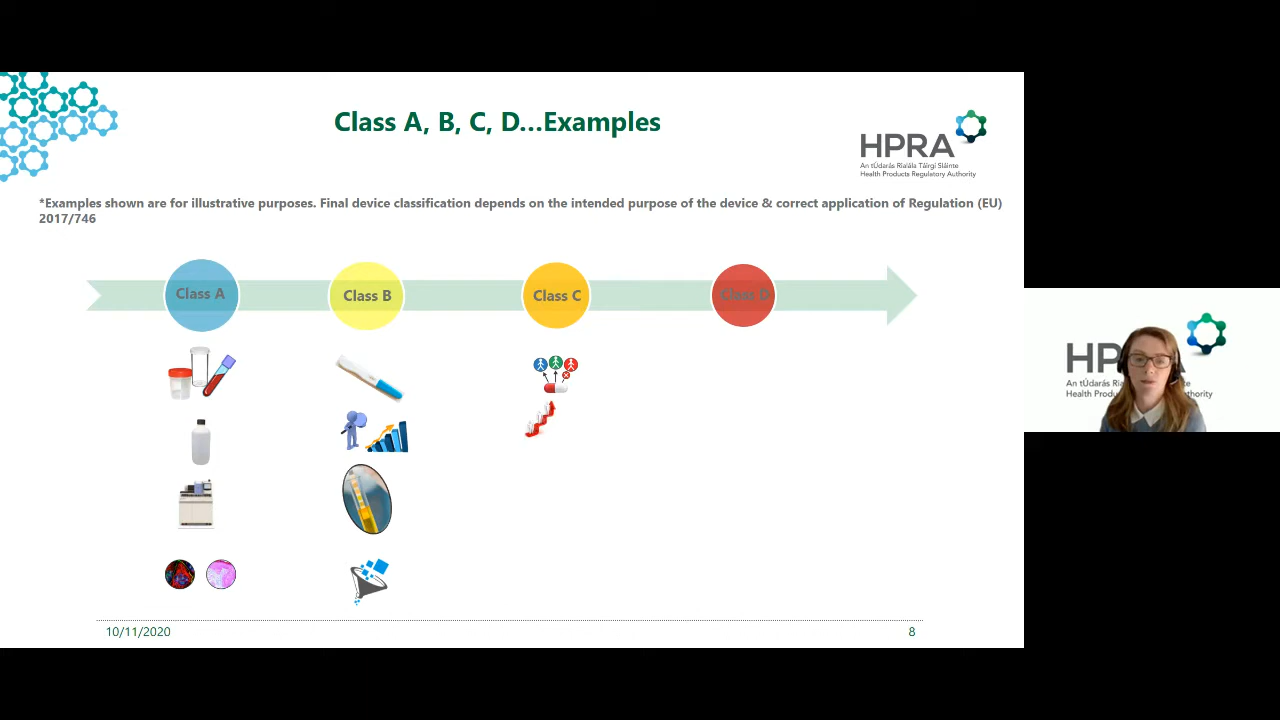 Class A, B, C, D...Examples
HPRA
An tÚdarás Rialála Táirgí Sláinte
Health Products Regulatory Authority
*Examples shown are for illustrative purposes. Final device classification depends on the intended purpose of the device & correct application of Regulation (EU)
2017/746
Class A
Class B
Class C
Class D
HP A
An tÚdarás Ria inte
Health Produ thority
10/11/2020
8